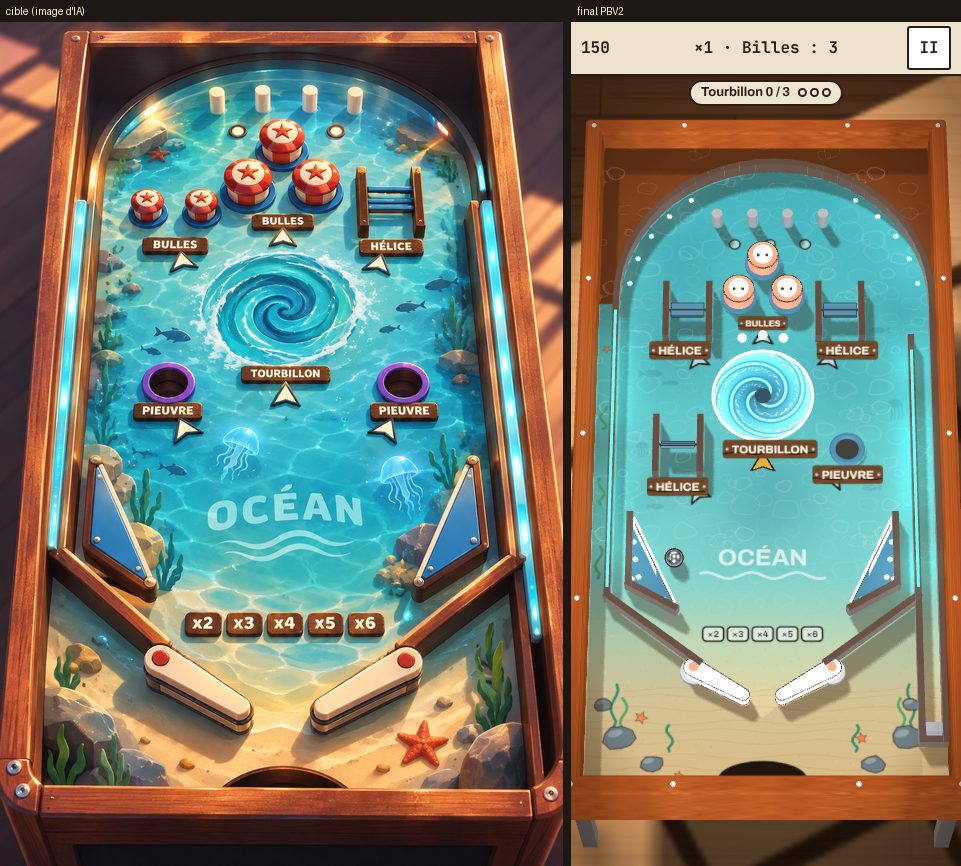 cible (image d'IA)
final PBV2
BULLES
BULLES
HÉLICE
TOURBILLON
PIEUVRE
PIEUVRE
OCÉAN
x2 x3 x4 x5 x6
150 ×1 · Billes : 3 II
Tourbillon 0 / 3
BULLES
HÉLICE
HÉLICE
TOURBILLON
PIEUVRE
HÉLICE
OCÉAN
×2 ×3 ×4 ×5 ×6